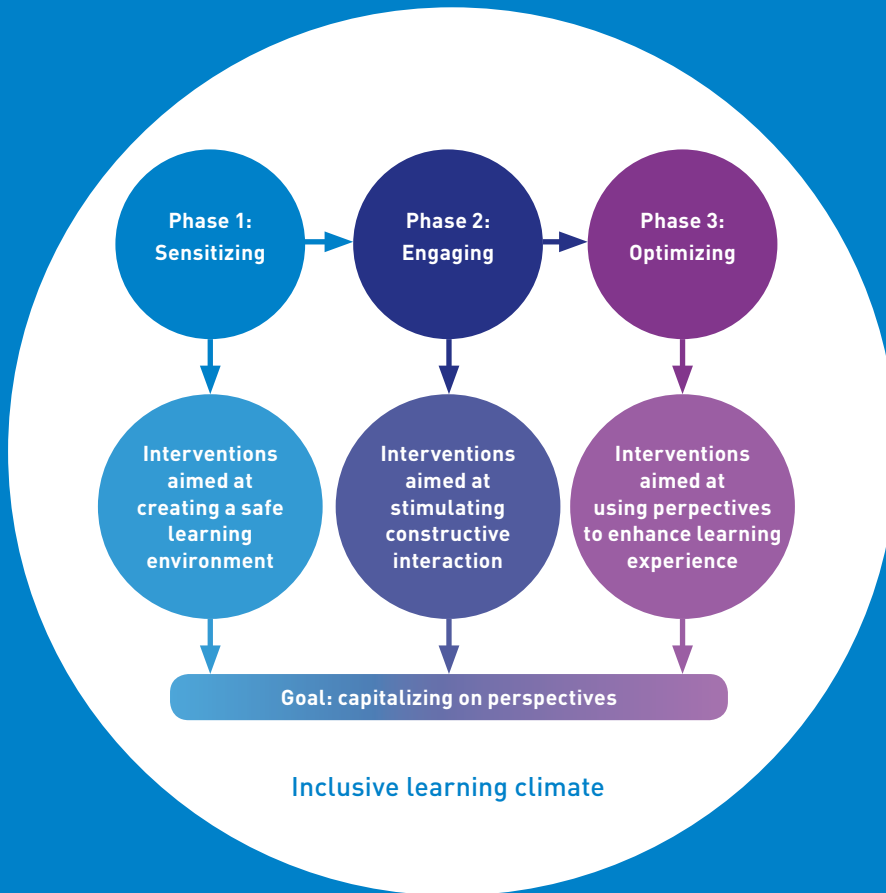 Phase 1:
Sensitizing
Phase 2:
Engaging
Phase 3:
Optimizing
Interventions
aimed at
creating a safe
learning
environment
Interventions
aimed at
stimulating
constructive
interaction
Interventions
aimed at
using perpectives
to enhance learning
experience
Goal: capitalizing on perspectives
Inclusive learning climate